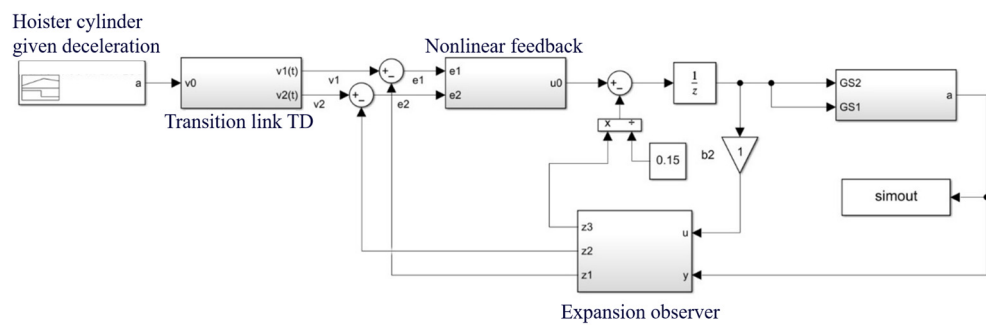 Hoister cylinder
given deceleration
a
v0
v1(t)
v2(t)
Transition link TD
v1
v2
+
−
+
−
e1
e2
Nonlinear feedback
e1
e2
u0
+
−
× ÷
0.15
1
z
b2
1
GS2
GS1
a
simout
z3
z2
z1
u
y
Expansion observer